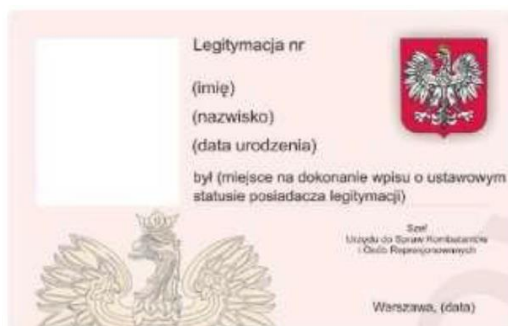 Legitymacja nr
(imię)
(nazwisko)
(data urodzenia)
był (miejsce na dokonanie wpisu o ustawowym
statusie posiadacza legitymacji)
Szef
Urzędu do Spraw Kombatantów
i Osób Represjonowanych
Warszawa, (data)